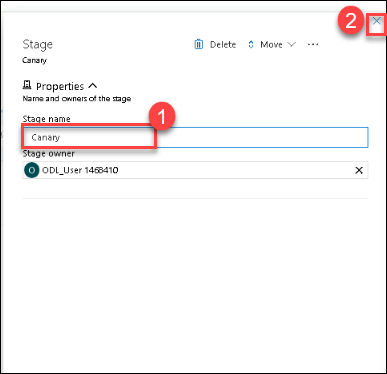 2
Stage
Delete
Move
...
Canary
Properties
Name and owners of the stage
1
Stage name
Canary
Stage owner
O ODL_User 1468410